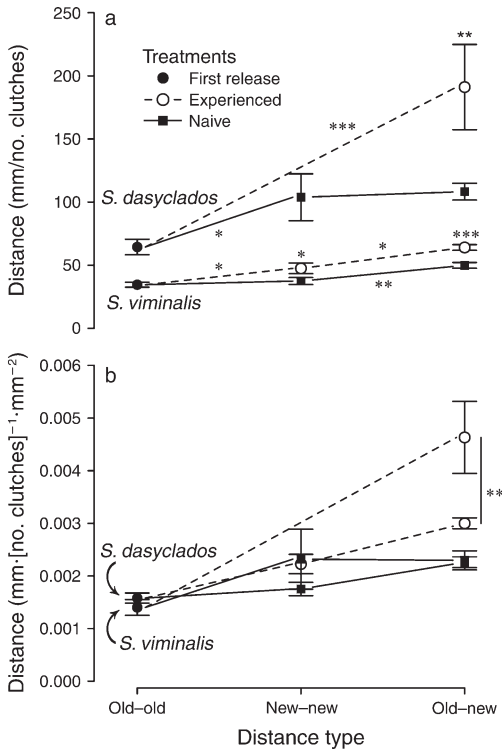 a
250
200
150
100
50
0
Distance (mm/no. clutches)
Treatments
First release
Experienced
Naive
**
***
S. dasyclados
*
*
*
*
***
**
S. viminalis
b
0.006
0.005
0.004
0.003
0.002
0.001
0.000
Distance (mm·[no. clutches]⁻¹·mm⁻²)
**
S. dasyclados
S. viminalis
Old–old
New–new
Old–new
Distance type